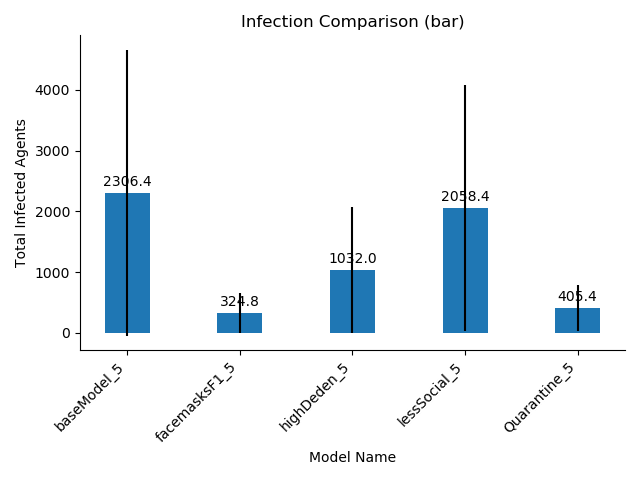 Infection Comparison (bar)
Total Infected Agents
4000
3000
2000
1000
0
2306.4
324.8
1032.0
2058.4
405.4
baseModel_5
facemasksF1_5
highDeden_5
lessSocial_5
Quarantine_5
Model Name